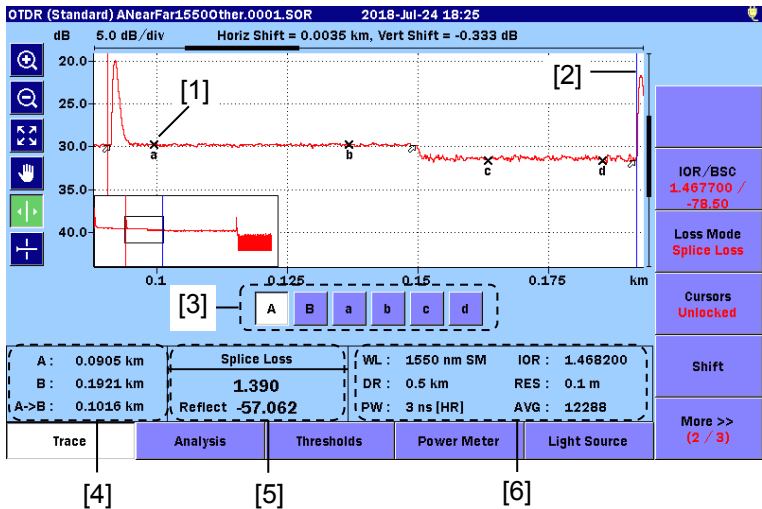 OTDR (Standard) ANearFar1550Other.0001.SOR 2018-Jul-24 18:25
dB 5.0 dB/div Horiz Shift = 0.0035 km, Vert Shift = -0.333 dB
20.0
25.0
30.0
35.0
40.0
[1]
[2]
a
b
c
d
0.1 0.125 0.15 0.175 km
[3]
A B a b c d
IOR/BSC
1.467700 /
-78.50
Loss Mode
Splice Loss
Cursors
Unlocked
Shift
More >>
(2 / 3)
A : 0.0905 km
B : 0.1921 km
A->B : 0.1016 km
Splice Loss
1.390
Reflect -57.062
WL : 1550 nm SM IOR : 1.468200
DR : 0.5 km RES : 0.1 m
PW : 3 ns [HR] AVG : 12288
Trace Analysis Thresholds Power Meter Light Source
[4] [5] [6]